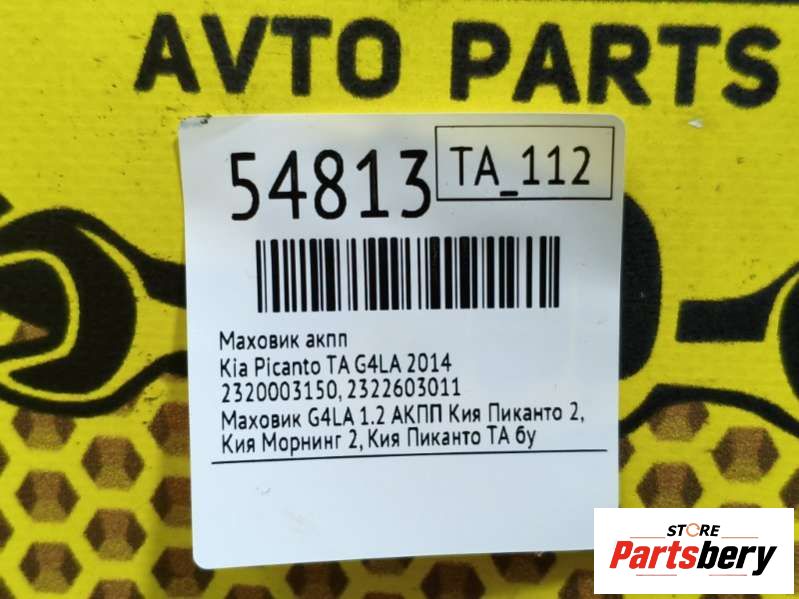 AVTO PARTS
54813
TA_112
Маховик акпп
Kia Picanto TA G4LA 2014
2320003150, 2322603011
Маховик G4LA 1.2 АКПП Кия Пиканто 2,
Кия Морнинг 2, Кия Пиканто ТА бу
STORE
Partsbery